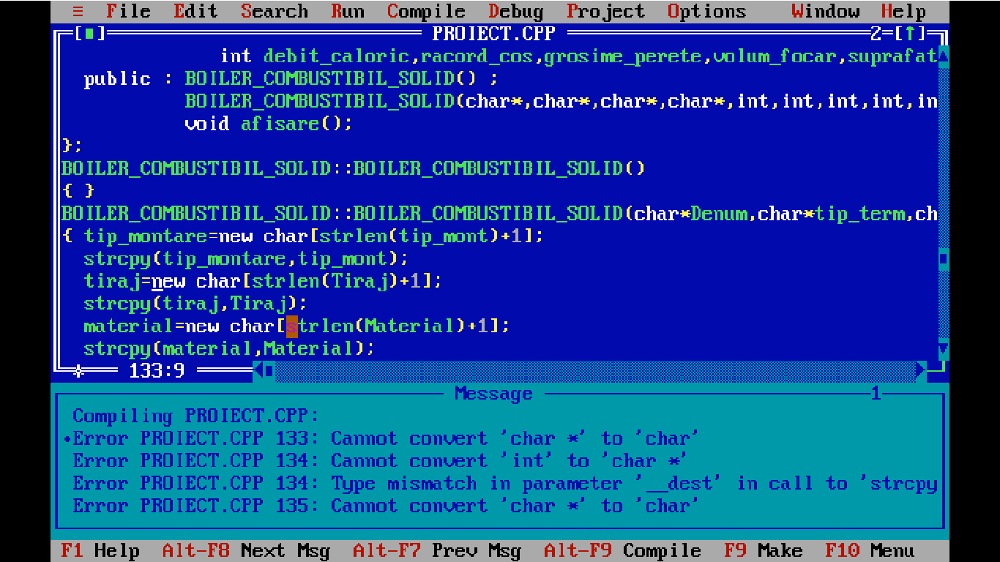 ≡ File Edit Search Run Compile Debug Project Options Window Help
[■] PROIECT.CPP 2=[↑]
int debit_caloric,racord_cos,grosime_perete,volum_focar,suprafat
public : BOILER_COMBUSTIBIL_SOLID() ;
BOILER_COMBUSTIBIL_SOLID(char*,char*,char*,char*,int,int,int,int,in
void afisare();
};
BOILER_COMBUSTIBIL_SOLID::BOILER_COMBUSTIBIL_SOLID()
{ }
BOILER_COMBUSTIBIL_SOLID::BOILER_COMBUSTIBIL_SOLID(char*Denum,char*tip_term,ch
{ tip_montare=new char[strlen(tip_mont)+1];
strcpy(tip_montare,tip_mont);
tiraj=new char[strlen(Tiraj)+1];
strcpy(tiraj,Tiraj);
material=new char[strlen(Material)+1];
strcpy(material,Material);
133:9
Message 1
Compiling PROIECT.CPP:
•Error PROIECT.CPP 133: Cannot convert 'char *' to 'char'
Error PROIECT.CPP 134: Cannot convert 'int' to 'char *'
Error PROIECT.CPP 134: Type mismatch in parameter '__dest' in call to 'strcpy
Error PROIECT.CPP 135: Cannot convert 'char *' to 'char'
F1 Help Alt-F8 Next Msg Alt-F7 Prev Msg Alt-F9 Compile F9 Make F10 Menu